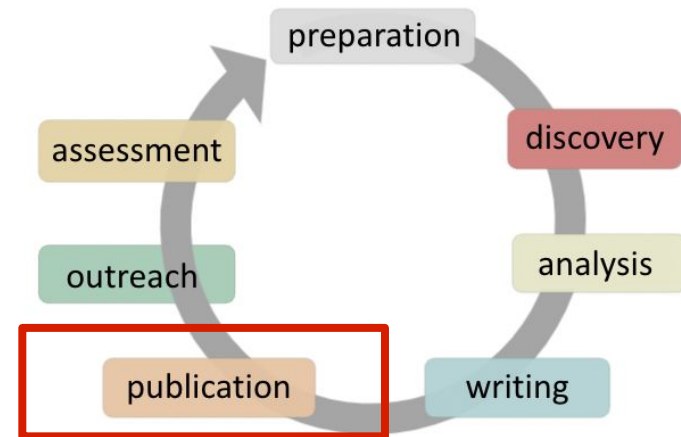 preparation
discovery
analysis
writing
publication
outreach
assessment